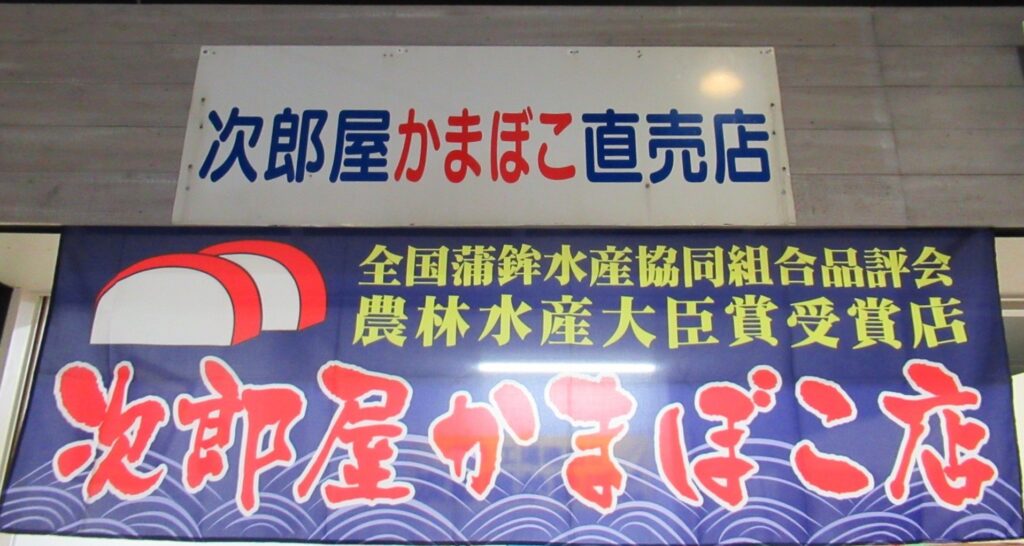 次郎屋かまぼこ直売店
全国蒲鉾水産協同組合品評会
農林水産大臣賞受賞店
次郎屋かまぼこ店